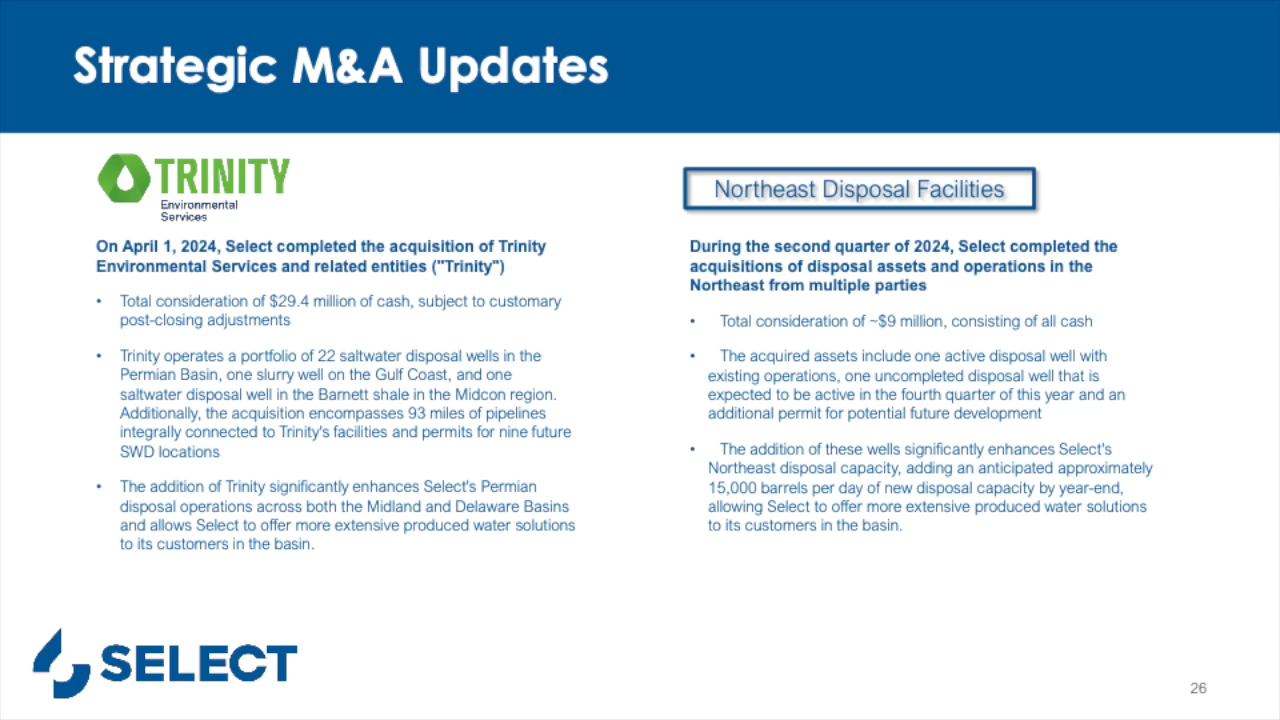 Strategic M&A Updates
TRINITY
Environmental
Services
On April 1, 2024, Select completed the acquisition of Trinity
Environmental Services and related entities ("Trinity")
• Total consideration of $29.4 million of cash, subject to customary
post-closing adjustments
• Trinity operates a portfolio of 22 saltwater disposal wells in the
Permian Basin, one slurry well on the Gulf Coast, and one
saltwater disposal well in the Barnett shale in the Midcon region.
Additionally, the acquisition encompasses 93 miles of pipelines
integrally connected to Trinity's facilities and permits for nine future
SWD locations
• The addition of Trinity significantly enhances Select's Permian
disposal operations across both the Midland and Delaware Basins
and allows Select to offer more extensive produced water solutions
to its customers in the basin.
Northeast Disposal Facilities
During the second quarter of 2024, Select completed the
acquisitions of disposal assets and operations in the
Northeast from multiple parties
• Total consideration of ~$9 million, consisting of all cash
• The acquired assets include one active disposal well with
existing operations, one uncompleted disposal well that is
expected to be active in the fourth quarter of this year and an
additional permit for potential future development
• The addition of these wells significantly enhances Select's
Northeast disposal capacity, adding an anticipated approximately
15,000 barrels per day of new disposal capacity by year-end,
allowing Select to offer more extensive produced water solutions
to its customers in the basin.
SELECT
26